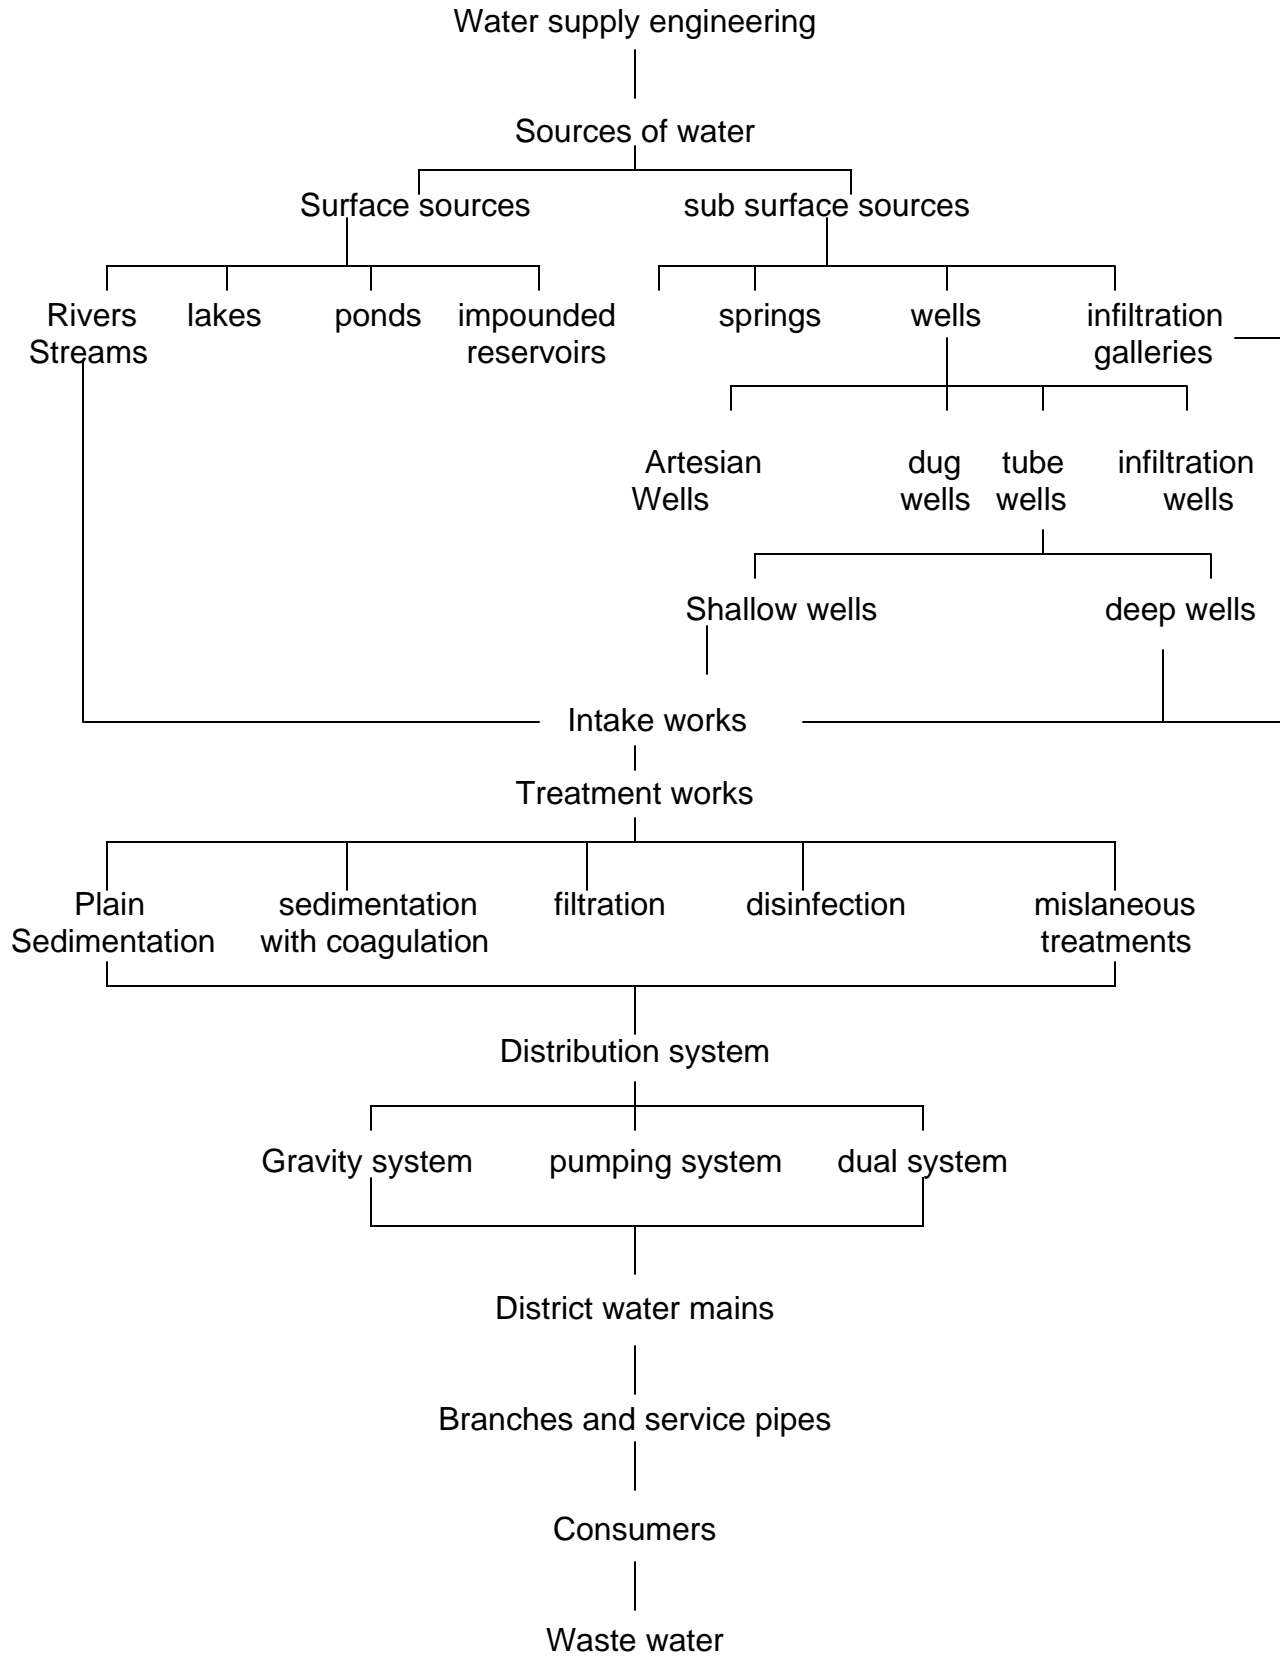 Water supply engineering
Sources of water
Surface sources
sub surface sources
Rivers
Streams
lakes
ponds
impounded
reservoirs
springs
wells
infiltration
galleries
Artesian
Wells
dug
wells
tube
wells
infiltration
wells
Shallow wells
deep wells
Intake works
Treatment works
Plain
Sedimentation
sedimentation
with coagulation
filtration
disinfection
mislaneous
treatments
Distribution system
Gravity system
pumping system
dual system
District water mains
Branches and service pipes
Consumers
Waste water